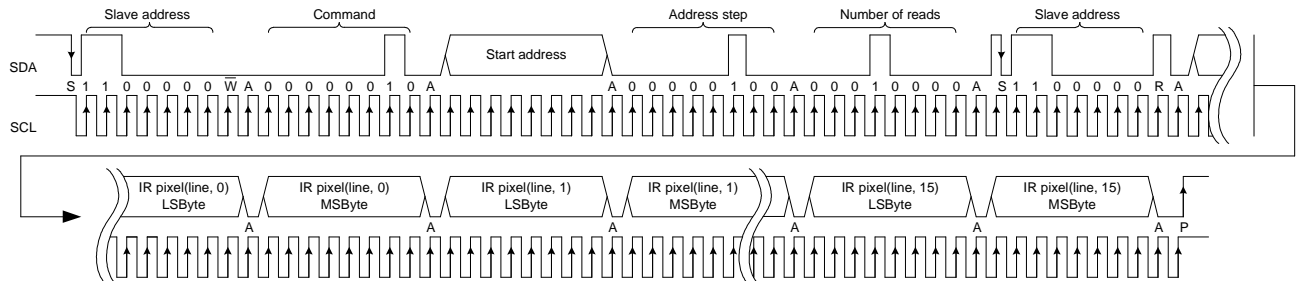 Slave address Command Address step Number of reads Slave address
SDA
Start address
S 1 1 0 0 0 0 0 W̅ A 0 0 0 0 0 0 1 0 A A 0 0 0 0 0 1 0 0 A 0 0 0 1 0 0 0 0 A S 1 1 0 0 0 0 0 R A
SCL
IR pixel(line, 0) LSByte
IR pixel(line, 0) MSByte
IR pixel(line, 1) LSByte
IR pixel(line, 1) MSByte
IR pixel(line, 15) LSByte
IR pixel(line, 15) MSByte
A A A A A A P